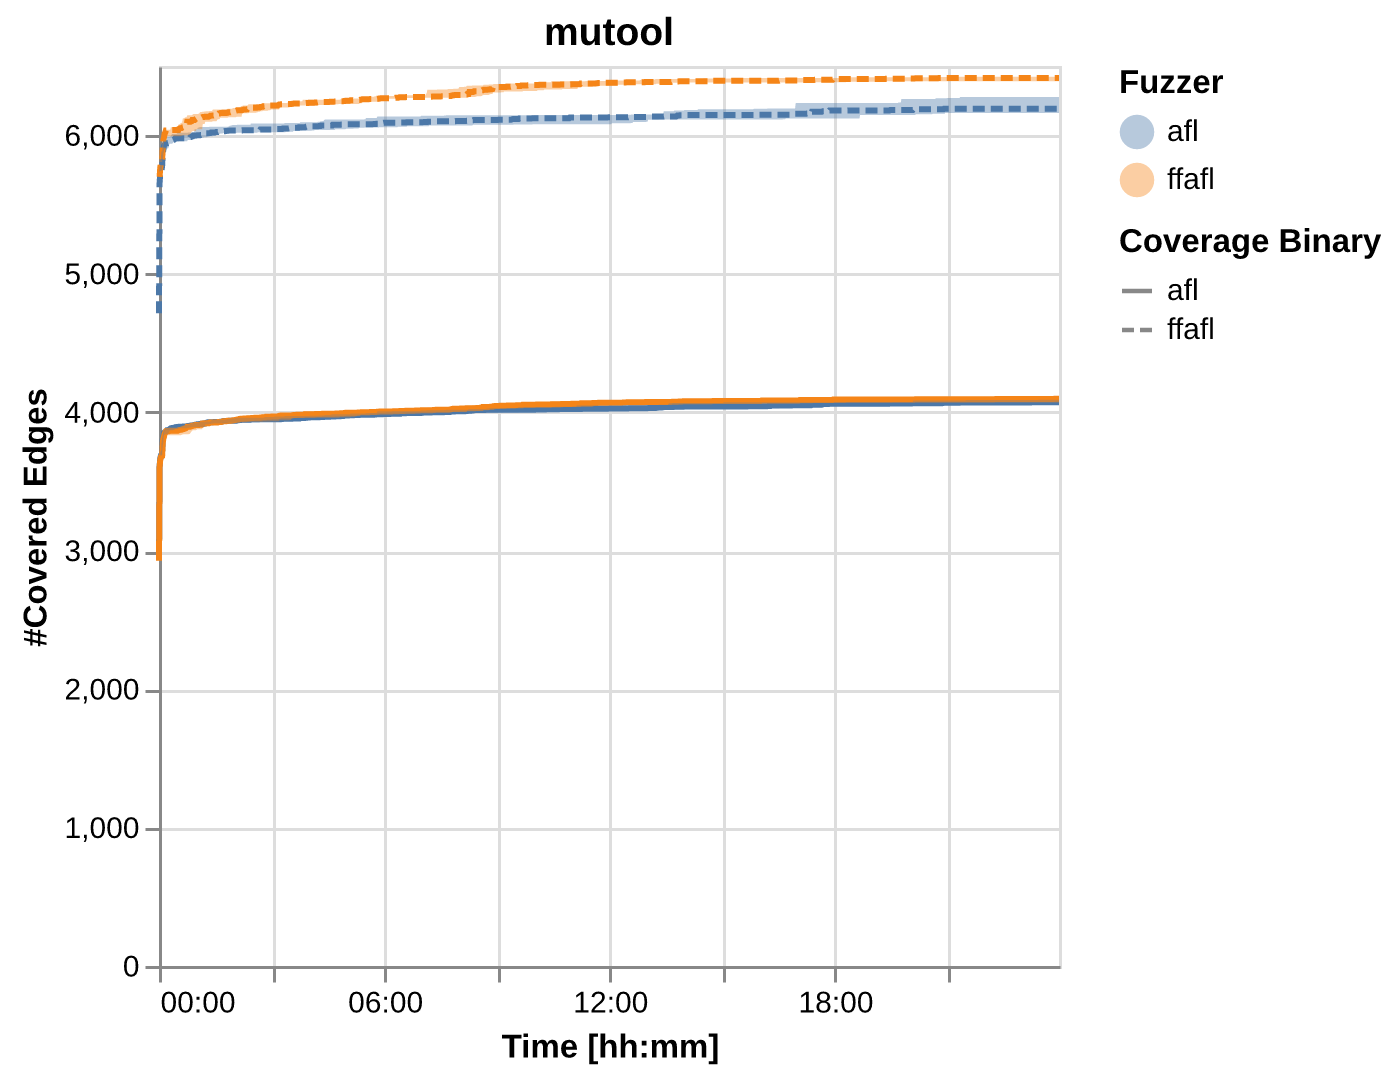 mutool
#Covered Edges
6,000
5,000
4,000
3,000
2,000
1,000
0
00:00
06:00
12:00
18:00
Time [hh:mm]
Fuzzer
afl
ffafl
Coverage Binary
afl
ffafl